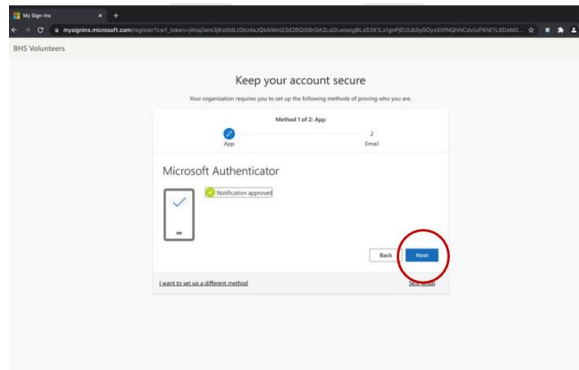 My Sign-Ins
mysignins.microsoft.com
BHS Volunteers
Keep your account secure
Your organisation requires you to set up the following methods of proving who you are.
Method 1 of 2: App
2
App
Email
Microsoft Authenticator
Notification approved
Back
Next
I want to set up a different method
Skip setup